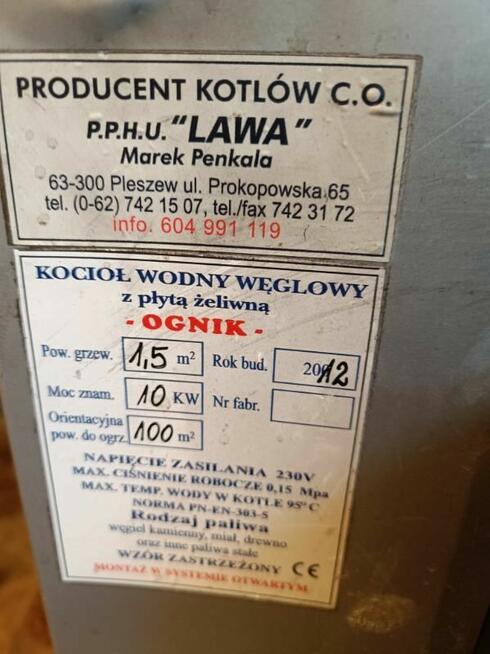 PRODUCENT KOTŁÓW C.O.
P.P.H.U. "LAWA"
Marek Penkala
63-300 Pleszew ul. Prokopowska 65
tel. (0-62) 742 15 07, tel./fax 742 31 72
info. 604 991 119
KOCIOŁ WODNY WĘGLOWY
z płytą żeliwną
- OGNIK -
Pow. grzew. 1,5 m² Rok bud. 2012
Moc znam. 10 KW Nr fabr.
Orientacyjna
pow. do ogrz. 100 m²
NAPIĘCIE ZASILANIA 230V
MAX. CIŚNIENIE ROBOCZE 0,15 Mpa
MAX. TEMP. WODY W KOTLE 95°C
NORMA PN-EN-303-5
Rodzaj paliwa
węgiel kamienny, miał, drewno
oraz inne paliwa stałe
WZÓR ZASTRZEŻONY CE
MONTAŻ W SYSTEMIE OTWARTYM